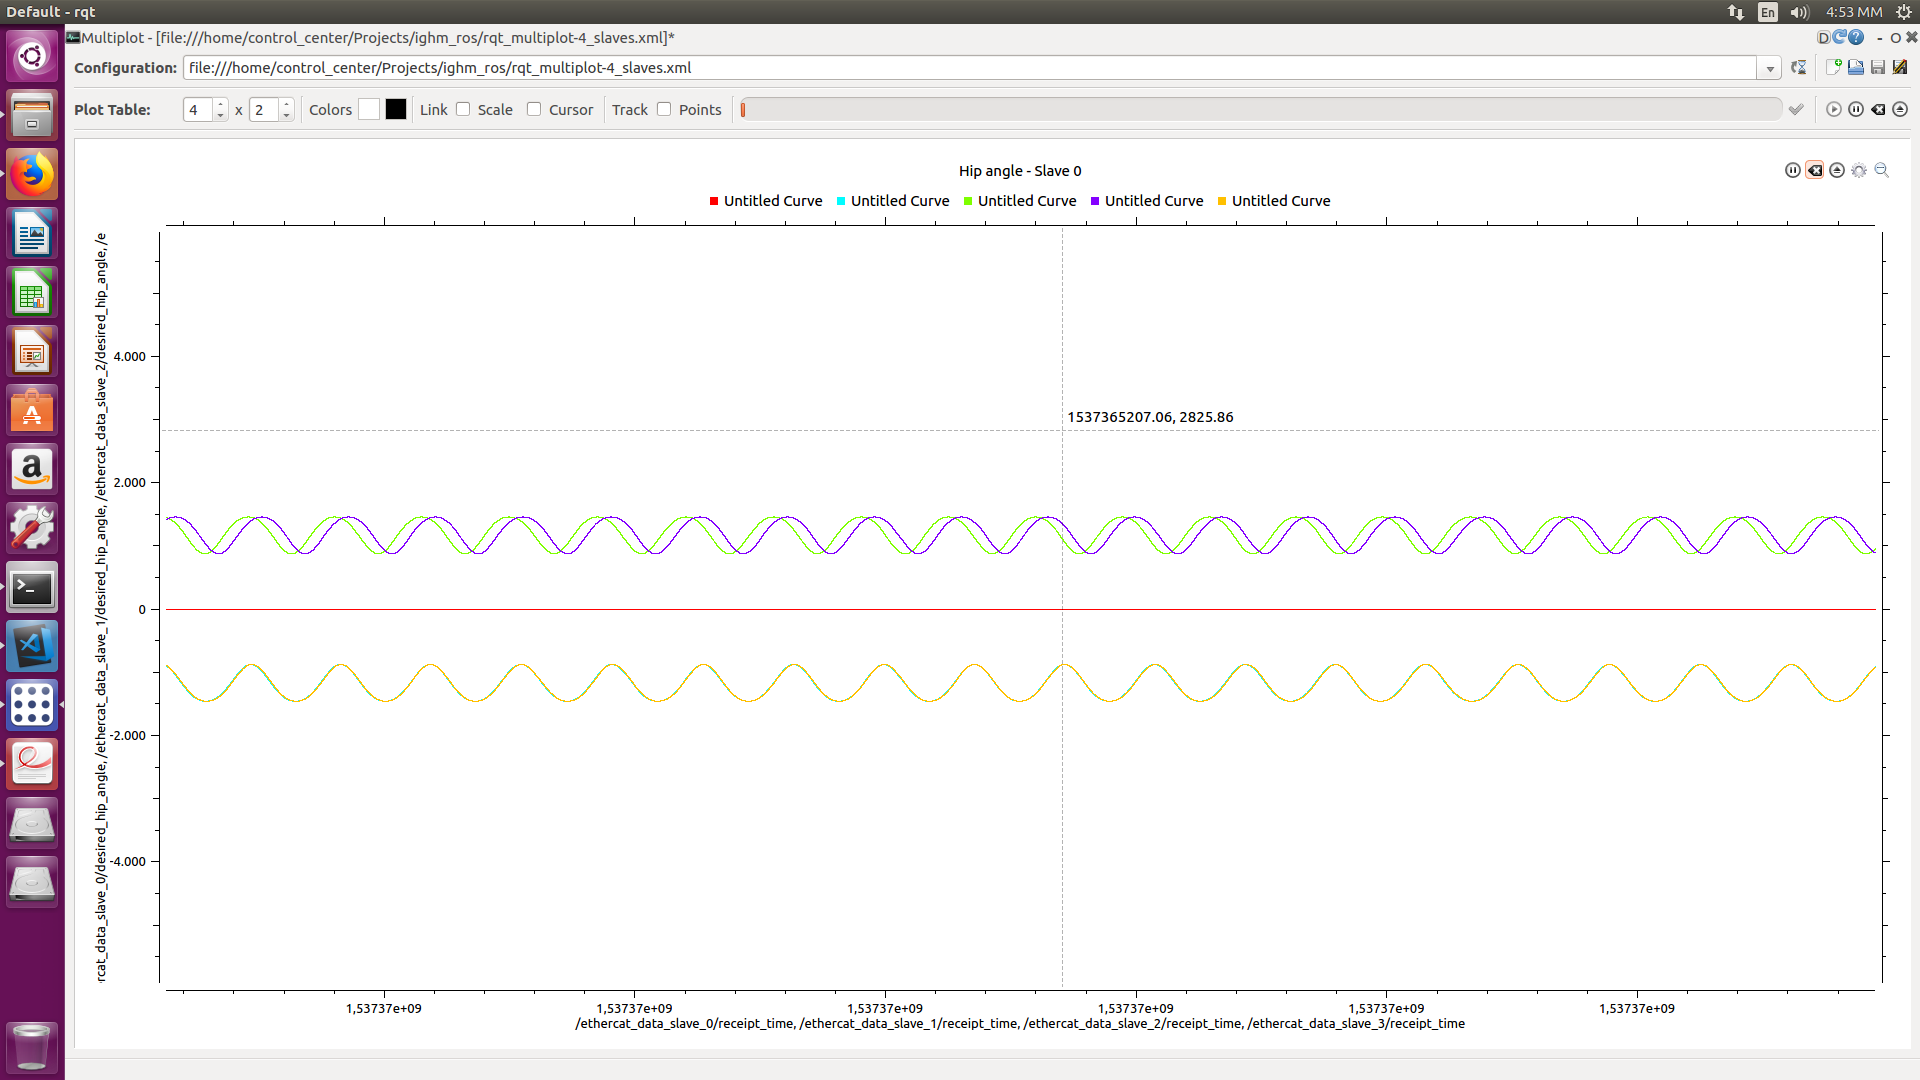 Default - rqt
En
4:53 MM
Multiplot - [file:///home/control_center/Projects/ighm_ros/rqt_multiplot-4_slaves.xml]*
D
- O
Configuration:
file:///home/control_center/Projects/ighm_ros/rqt_multiplot-4_slaves.xml
Plot Table:
4 x 2
Colors
Link
Scale
Cursor
Track
Points
Hip angle - Slave 0
Untitled Curve
Untitled Curve
Untitled Curve
Untitled Curve
Untitled Curve
rcat_data_slave_0/desired_hip_angle, /ethercat_data_slave_1/desired_hip_angle, /ethercat_data_slave_2/desired_hip_angle, /e
4.000
2.000
0
-2.000
-4.000
1537365207.06, 2825.86
1,53737e+09
1,53737e+09
1,53737e+09
1,53737e+09
1,53737e+09
1,53737e+09
/ethercat_data_slave_0/receipt_time, /ethercat_data_slave_1/receipt_time, /ethercat_data_slave_2/receipt_time, /ethercat_data_slave_3/receipt_time